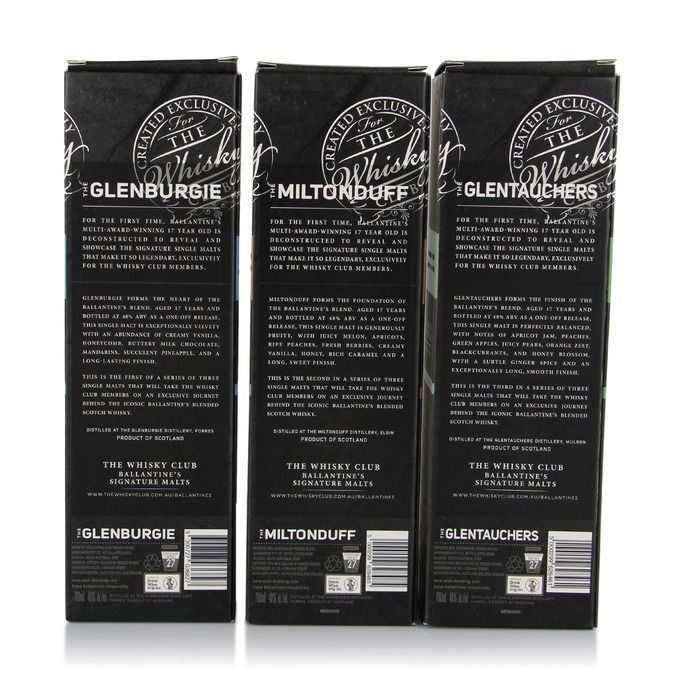 CREATED EXCLUSIVELY
For
THE
Whisky
THE GLENBURGIE
FOR THE FIRST TIME, BALLANTINE'S
MULTI-AWARD-WINNING 17 YEAR OLD IS
DECONSTRUCTED TO REVEAL AND
SHOWCASE THE SIGNATURE SINGLE MALTS
THAT MAKE IT SO LEGENDARY, EXCLUSIVELY
FOR THE WHISKY CLUB MEMBERS.
GLENBURGIE FORMS THE HEART OF THE
BALLANTINE'S BLEND. AGED 17 YEARS AND
BOTTLED AT 48% ABV AS A ONE-OFF RELEASE,
THIS SINGLE MALT IS EXCEPTIONALLY VELVETY
WITH AN ABUNDANCE OF CREAMY VANILLA,
HONEYCOMB, BUTTERY MILK CHOCOLATE,
MANDARINS, SUCCULENT PINEAPPLE, AND A
LONG-LASTING FINISH.
THIS IS THE FIRST OF A SERIES OF THREE
SINGLE MALTS THAT WILL TAKE THE WHISKY
CLUB MEMBERS ON AN EXCLUSIVE JOURNEY
BEHIND THE ICONIC BALLANTINE'S BLENDED
SCOTCH WHISKY.
DISTILLED AT THE GLENBURGIE DISTILLERY, FORRES
PRODUCT OF SCOTLAND
THE WHISKY CLUB
BALLANTINE'S
SIGNATURE MALTS
WWW.THEWHISKYCLUB.COM.AU/BALLANTINES
THE GLENBURGIE
700ml 48% alc/vol
CREATED EXCLUSIVELY
For
THE
Whisky
THE MILTONDUFF
FOR THE FIRST TIME, BALLANTINE'S
MULTI-AWARD-WINNING 17 YEAR OLD IS
DECONSTRUCTED TO REVEAL AND
SHOWCASE THE SIGNATURE SINGLE MALTS
THAT MAKE IT SO LEGENDARY, EXCLUSIVELY
FOR THE WHISKY CLUB MEMBERS.
MILTONDUFF FORMS THE FOUNDATION OF
THE BALLANTINE'S BLEND. AGED 17 YEARS
AND BOTTLED AT 48% ABV AS A ONE-OFF
RELEASE, THIS SINGLE MALT IS GENEROUSLY
FRUITY, WITH JUICY MELON, APRICOTS,
RIPE PEACHES, FRESH BERRIES, CREAMY
VANILLA, HONEY, RICH CARAMEL AND A
LONG, SWEET FINISH.
THIS IS THE SECOND IN A SERIES OF THREE
SINGLE MALTS THAT WILL TAKE THE WHISKY
CLUB MEMBERS ON AN EXCLUSIVE JOURNEY
BEHIND THE ICONIC BALLANTINE'S BLENDED
SCOTCH WHISKY.
DISTILLED AT THE MILTONDUFF DISTILLERY, ELGIN
PRODUCT OF SCOTLAND
THE WHISKY CLUB
BALLANTINE'S
SIGNATURE MALTS
WWW.THEWHISKYCLUB.COM.AU/BALLANTINES
THE MILTONDUFF
700ml 48% alc/vol
CREATED EXCLUSIVELY
For
THE
Whisky
THE GLENTAUCHERS
FOR THE FIRST TIME, BALLANTINE'S
MULTI-AWARD-WINNING 17 YEAR OLD IS
DECONSTRUCTED TO REVEAL AND
SHOWCASE THE SIGNATURE SINGLE MALTS
THAT MAKE IT SO LEGENDARY, EXCLUSIVELY
FOR THE WHISKY CLUB MEMBERS.
GLENTAUCHERS FORMS THE FINISH OF THE
BALLANTINE'S BLEND. AGED 17 YEARS AND
BOTTLED AT 48% ABV AS A ONE-OFF RELEASE,
THIS SINGLE MALT IS PERFECTLY BALANCED,
WITH NOTES OF APRICOT JAM, PEACHES,
GREEN APPLES, JUICY PEARS, ORANGE ZEST,
BLACKCURRANTS, AND HONEY BLOSSOM,
WITH A SUBTLE GINGER SPICE AND AN
EXCEPTIONALLY LONG, SMOOTH FINISH.
THIS IS THE THIRD IN A SERIES OF THREE
SINGLE MALTS THAT WILL TAKE THE WHISKY
CLUB MEMBERS ON AN EXCLUSIVE JOURNEY
BEHIND THE ICONIC BALLANTINE'S BLENDED
SCOTCH WHISKY.
DISTILLED AT THE GLENTAUCHERS DISTILLERY, MULBEN
PRODUCT OF SCOTLAND
THE WHISKY CLUB
BALLANTINE'S
SIGNATURE MALTS
WWW.THEWHISKYCLUB.COM.AU/BALLANTINES
THE GLENTAUCHERS
700ml 48% alc/vol